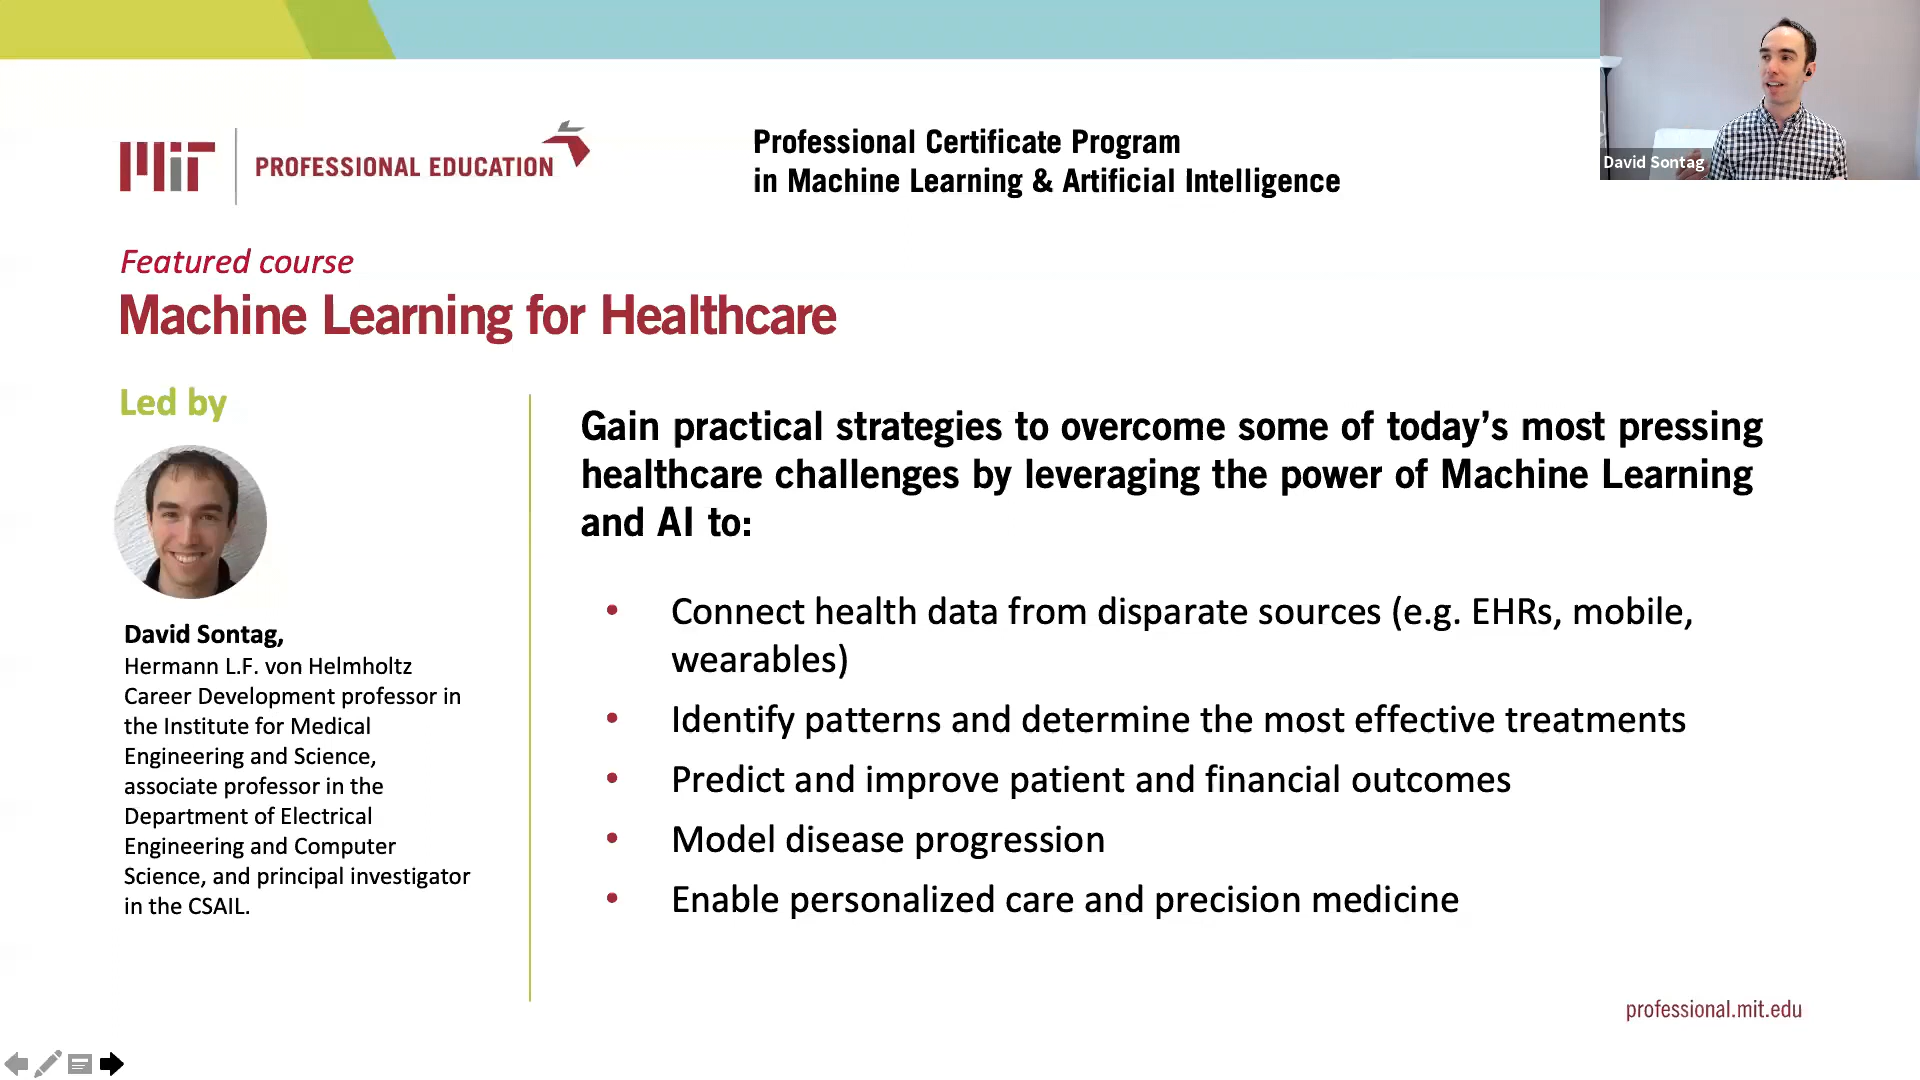 MIT
PROFESSIONAL EDUCATION
Professional Certificate Program
in Machine Learning & Artificial Intelligence
David Sontag
Featured course
Machine Learning for Healthcare
Led by
David Sontag,
Hermann L.F. von Helmholtz
Career Development professor in
the Institute for Medical
Engineering and Science,
associate professor in the
Department of Electrical
Engineering and Computer
Science, and principal investigator
in the CSAIL.
Gain practical strategies to overcome some of today’s most pressing
healthcare challenges by leveraging the power of Machine Learning
and AI to:
• Connect health data from disparate sources (e.g. EHRs, mobile,
wearables)
• Identify patterns and determine the most effective treatments
• Predict and improve patient and financial outcomes
• Model disease progression
• Enable personalized care and precision medicine
professional.mit.edu